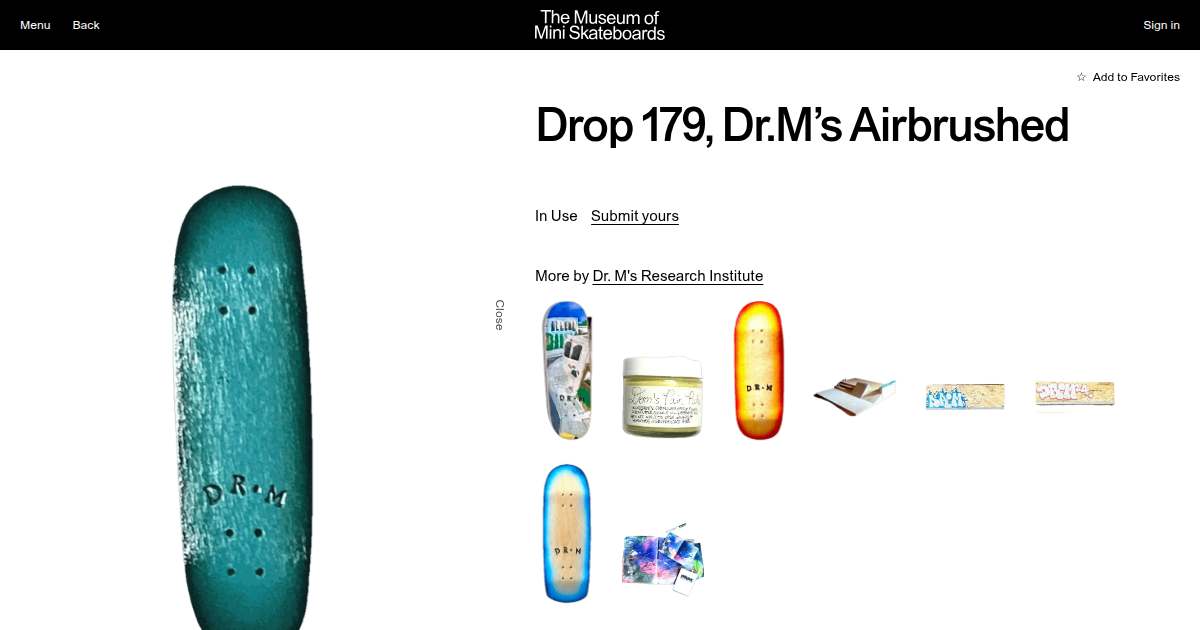 Menu
Back
The Museum of
Mini Skateboards
Sign in
☆ Add to Favorites
Drop 179, Dr.M’s Airbrushed
In Use
Submit yours
More by Dr. M's Research Institute
Close
DR•M
DR•M
DR•M